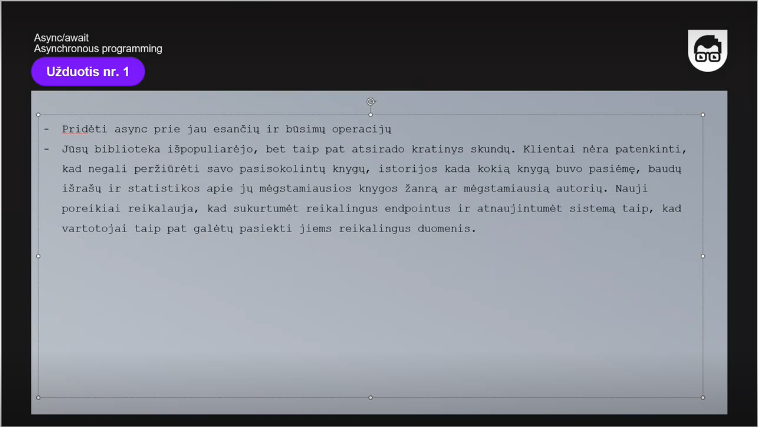 Async/await
Asynchronous programming
Užduotis nr. 1
- Pridėti async prie jau esančių ir būsimų operacijų
- Jūsų biblioteka išpopuliarėjo, bet taip pat atsirado kratinys skundų. Klientai nėra patenkinti,
kad negali peržiūrėti savo pasisokolintų knygų, istorijos kada kokią knygą buvo pasiėmę, baudų
išrašų ir statistikos apie jų mėgstamiausios knygos žanrą ar mėgstamiausią autorių. Nauji
poreikiai reikalauja, kad sukurtumėt reikalingus endpointus ir atnaujintumėt sistemą taip, kad
vartotojai taip pat galėtų pasiekti jiems reikalingus duomenis.